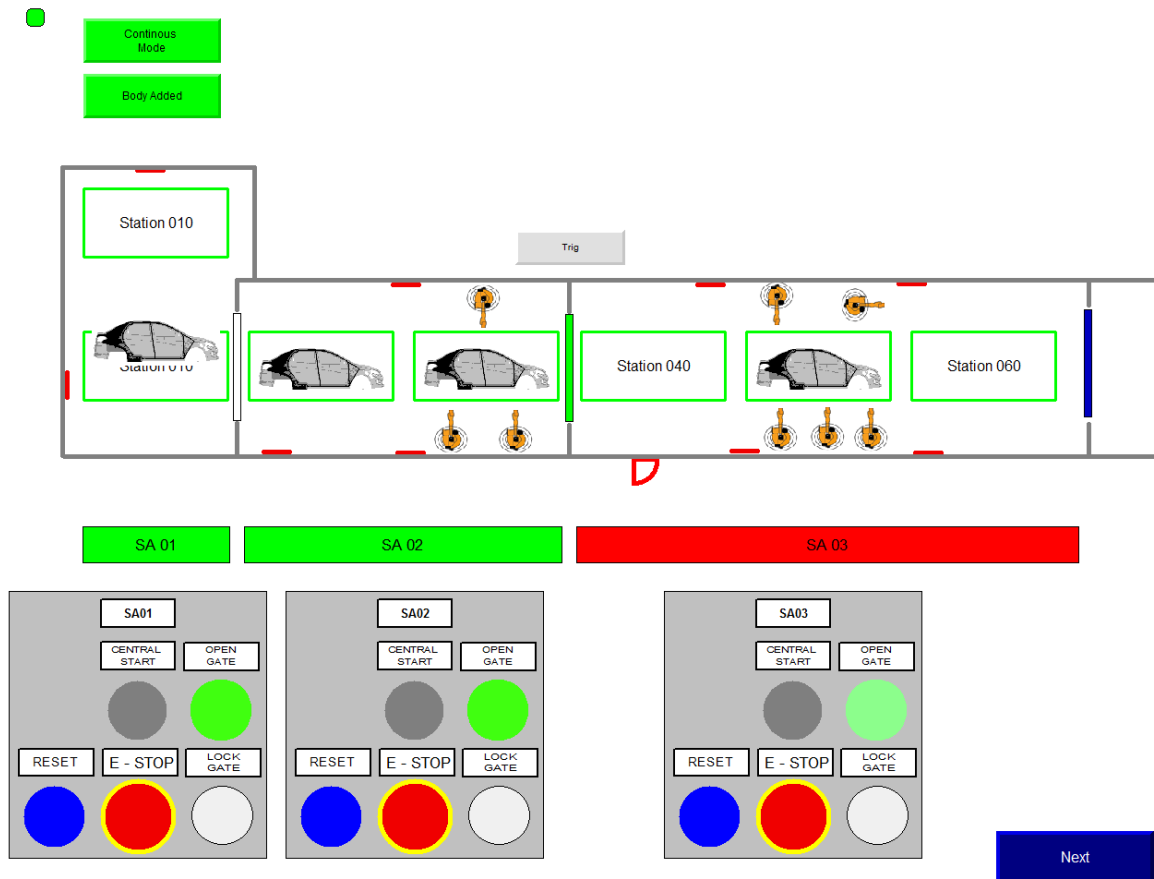 Continous
Mode
Body Added
Station 010
Trig
Station 010
Station 040
Station 060
SA 01
SA 02
SA 03
SA01
SA02
SA03
CENTRAL
START
OPEN
GATE
CENTRAL
START
OPEN
GATE
CENTRAL
START
OPEN
GATE
RESET
E - STOP
LOCK
GATE
RESET
E - STOP
LOCK
GATE
RESET
E - STOP
LOCK
GATE
Next